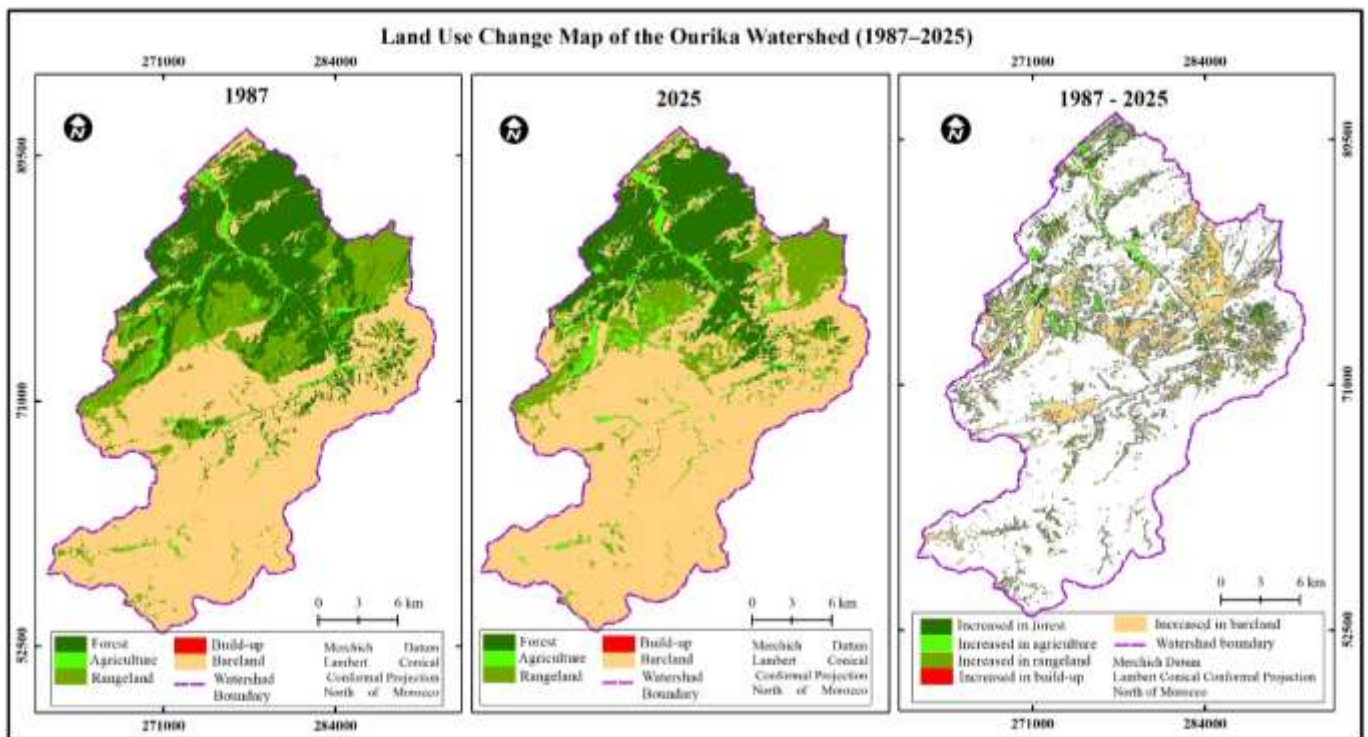 Land Use Change Map of the Ourika Watershed (1987–2025)
271000 284000
1987
N
89500
71000
52500
0 3 6 km
Forest
Agriculture
Rangeland
Build-up
Bareland
Watershed
Boundary
Merchich Datum
Lambert Conical
Conformal Projection
North of Morocco
271000 284000
2025
N
0 3 6 km
Forest
Agriculture
Rangeland
Build-up
Bareland
Watershed
Boundary
Merchich Datum
Lambert Conical
Conformal Projection
North of Morocco
271000 284000
1987 - 2025
N
89500
71000
52500
0 3 6 km
Increased in forest
Increased in agriculture
Increased in rangeland
Increased in build-up
Increased in bareland
Watershed boundary
Merchich Datum
Lambert Conical Conformal Projection
North of Morocco
271000 284000